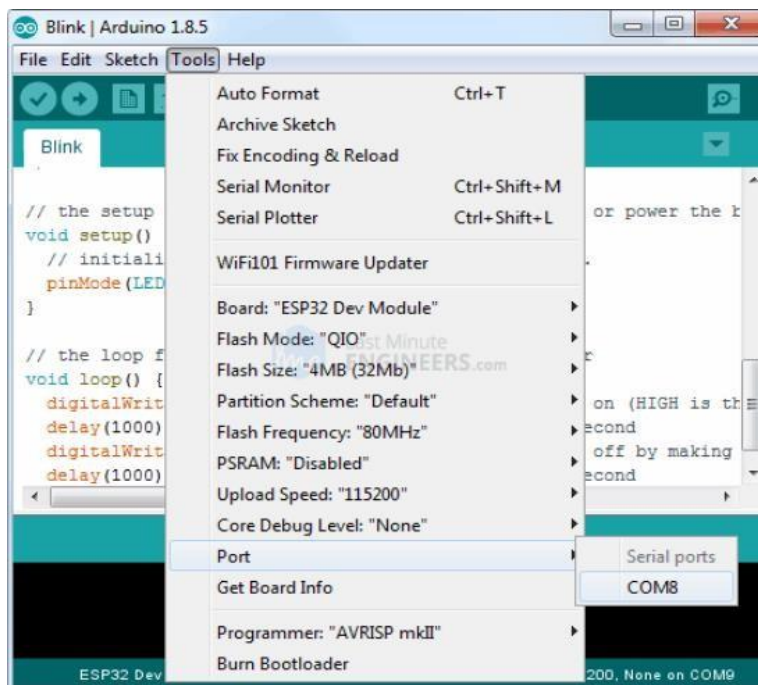 Blink | Arduino 1.8.5
File Edit Sketch Tools Help
Auto Format Ctrl+T
Archive Sketch
Fix Encoding & Reload
Serial Monitor Ctrl+Shift+M
Serial Plotter Ctrl+Shift+L
WiFi101 Firmware Updater
Board: "ESP32 Dev Module"
Flash Mode: "QIO"
Flash Size: "4MB (32Mb)"
Partition Scheme: "Default"
Flash Frequency: "80MHz"
PSRAM: "Disabled"
Upload Speed: "115200"
Core Debug Level: "None"
Port
Get Board Info
Programmer: "AVRISP mkII"
Burn Bootloader
Serial ports
COM8
Blink
// the setup or power the b
void setup()
// initiali .
pinMode(LED
}
// the loop f r
void loop() {
digitalWrit on (HIGH is th
delay(1000) econd
digitalWrit off by making
delay(1000) econd
Last Minute
ENGINEERS.com
ESP32 Dev 200, None on COM9